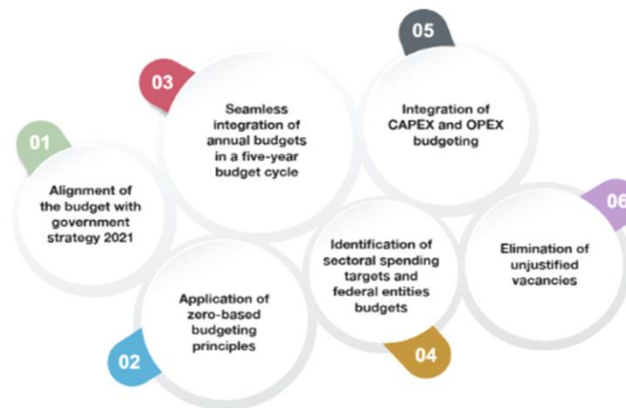 01
Alignment of
the budget with
government
strategy 2021
02
Application of
zero-based
budgeting
principles
03
Seamless
integration of
annual budgets
in a five-year
budget cycle
04
Identification of
sectoral spending
targets and
federal entities
budgets
05
Integration of
CAPEX and OPEX
budgeting
06
Elimination of
unjustified
vacancies